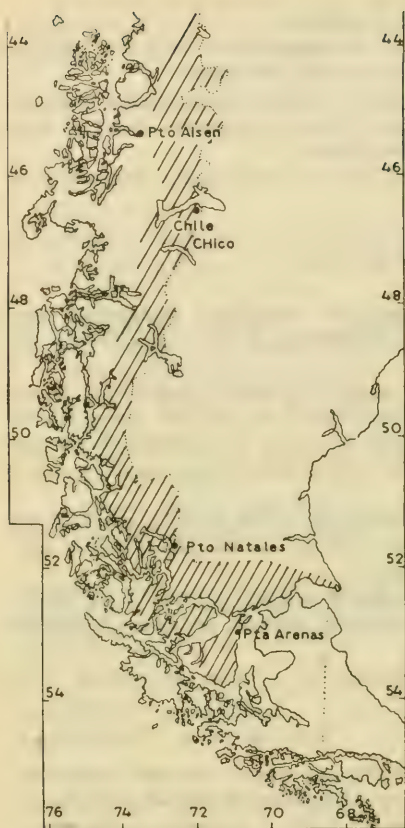 44 44
Pto Aisen
46 46
Chile
CHico
48 48
50 50
Pto Natales
52 52
Pta Arenas
54 54
76 74 72 70 68